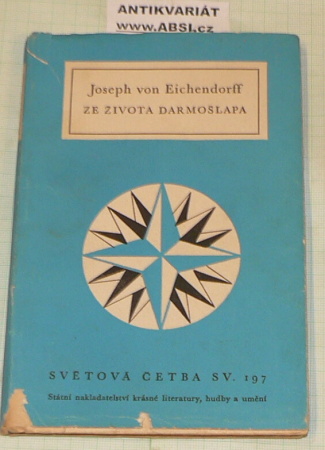 ANTIKVARIÁT
www.ABSI.cz
Joseph von Eichendorff
ZE ŽIVOTA DARMOŠLAPA
SVĚTOVÁ ČETBA SV. 197
Státní nakladatelství krásné literatury, hudby a umění